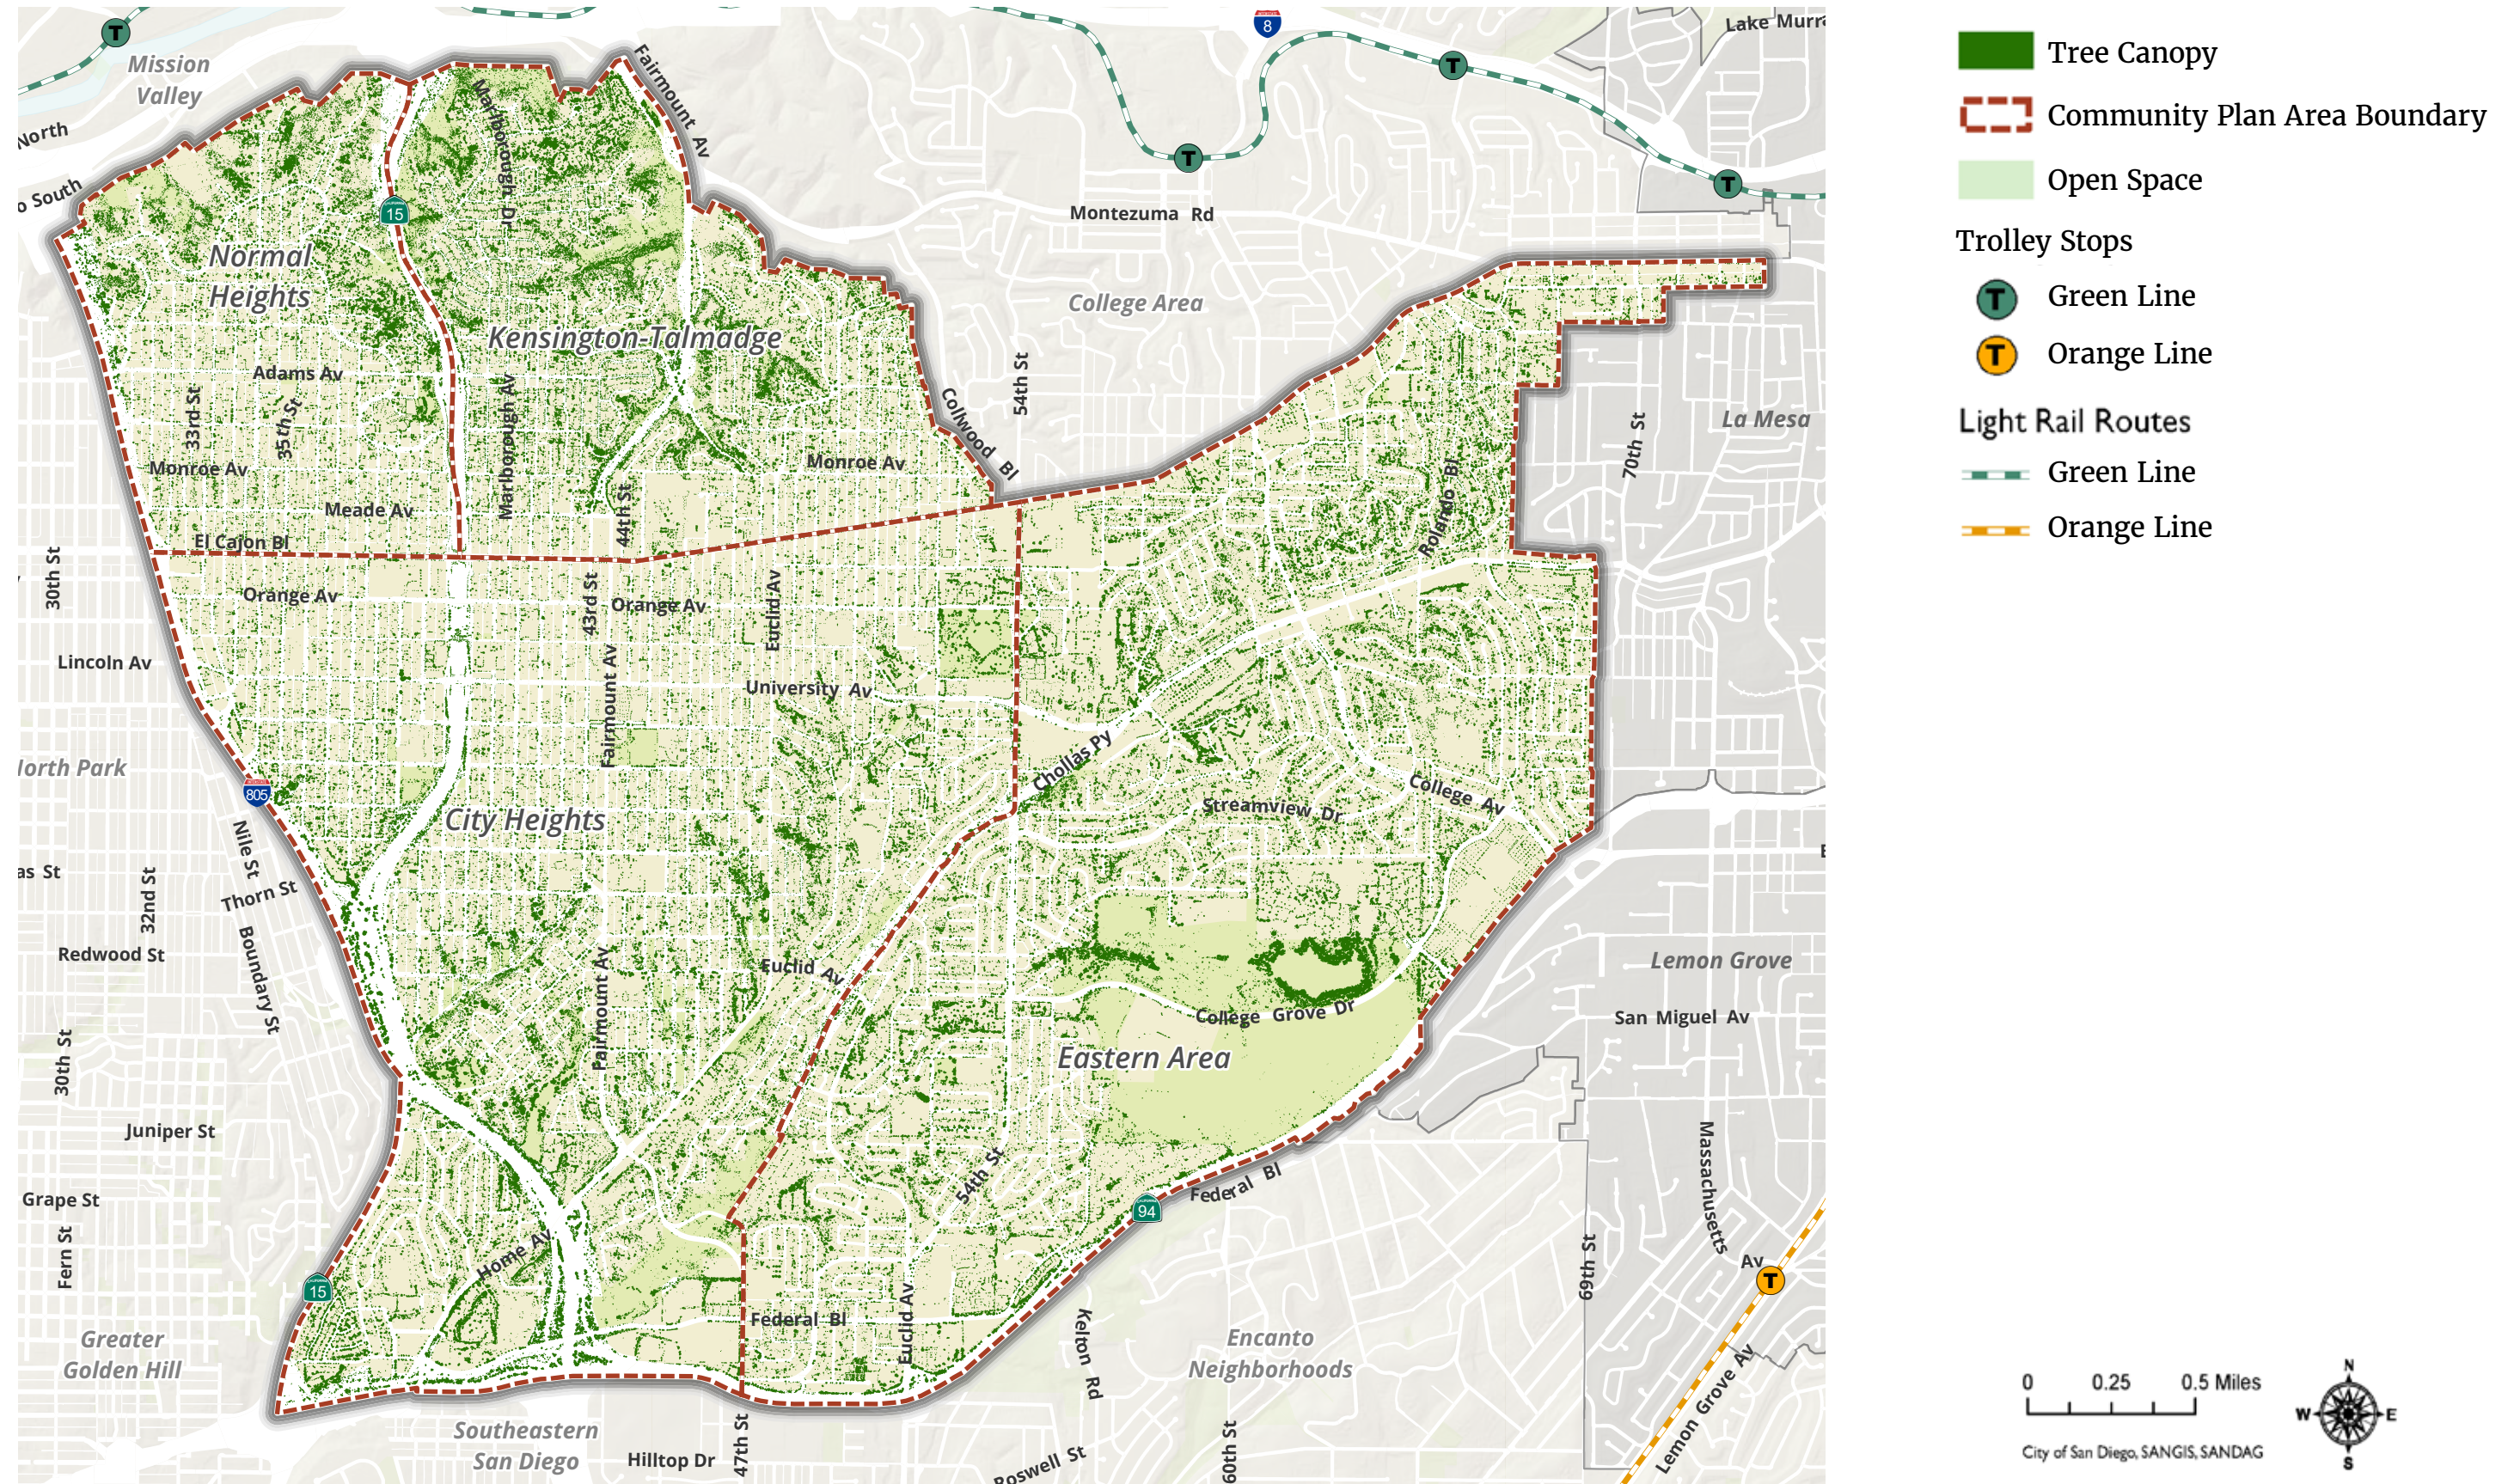 Mission
Valley
North
o South
Fairmount Av
Marlborough Dr
8
Lake Murra
15
Montezuma Rd
Normal
Heights
Kensington-Talmadge
College Area
Adams Av
33rd St
35th St
Marlborough Av
Monroe Av
Monroe Av
Meade Av
44th St
Collwood Bl
54th St
Rolando Bl
70th St
La Mesa
El Cajon Bl
30th St
Orange Av
43rd St
Orange Av
Euclid Av
Lincoln Av
Fairmount Av
University Av
North Park
805
Chollas Py
College Av
Streamview Dr
City Heights
Nile St
as St
32nd St
Thorn St
Redwood St
Boundary St
Fairmount Av
Euclid Av
College Grove Dr
Lemon Grove
San Miguel Av
Eastern Area
30th St
Juniper St
Massachusetts Av
54th St
Federal Bl
94
Grape St
Fern St
Home Av
15
69th St
Greater
Golden Hill
Federal Bl
Euclid Av
Kelton Rd
Encanto
Neighborhoods
Lemon Grove Av
Southeastern
San Diego
Hilltop Dr
47th St
Roswell St
60th St
T
T
T
T
T
Tree Canopy
Community Plan Area Boundary
Open Space
Trolley Stops
T Green Line
T Orange Line
Light Rail Routes
Green Line
Orange Line
0 0.25 0.5 Miles
N
W E
S
City of San Diego, SANGIS, SANDAG